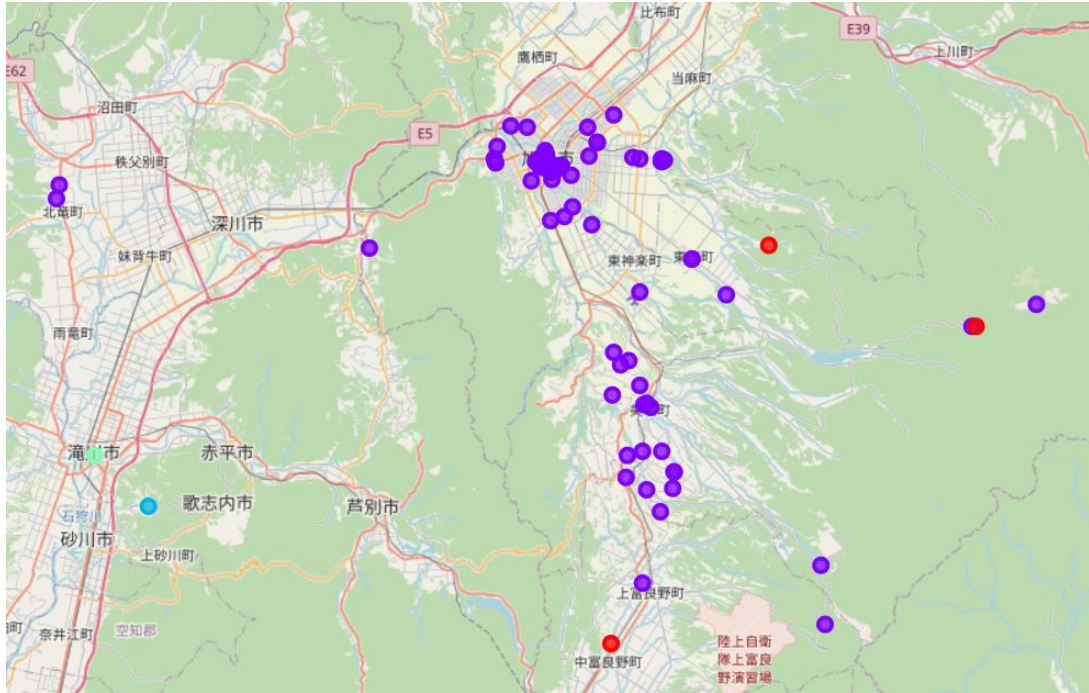 比布町
E39
上川町
鷹栖町
E62
当麻町
沼田町
E5
秩父別町
北竜町
深川市
妹背牛町
東神楽町
雨竜町
滝川市
赤平市
歌志内市
芦別市
石狩川
砂川市
上砂川町
上富良野町
奈井江町
空知郡
中富良野町
陸上自衛
隊上富良
野演習場